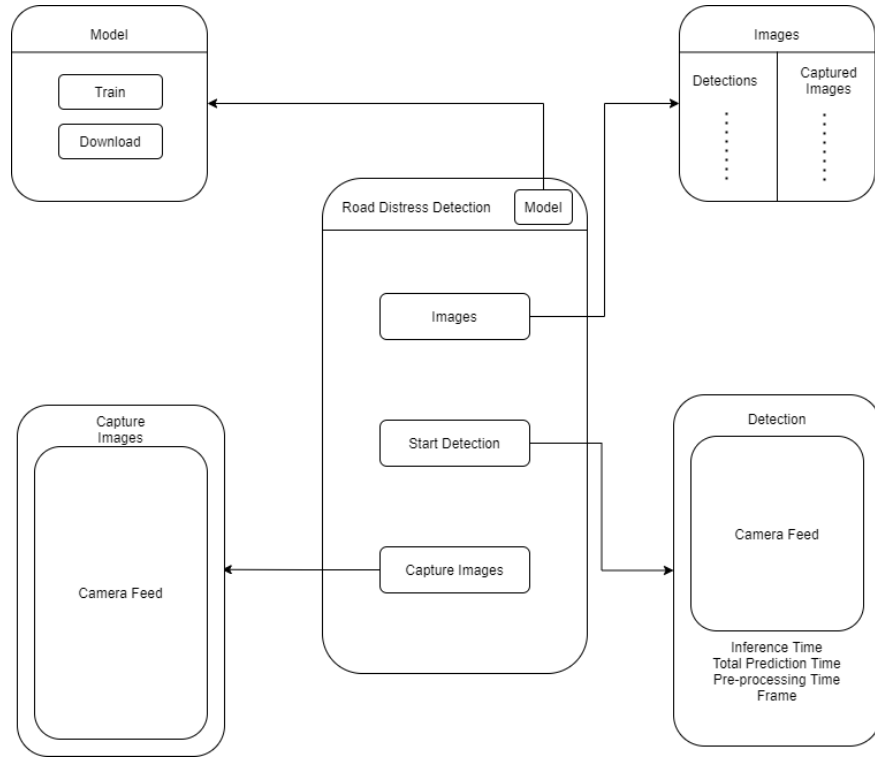 Model
Train
Download
Images
Detections
Captured
Images
Road Distress Detection
Model
Images
Start Detection
Capture Images
Capture
Images
Camera Feed
Detection
Camera Feed
Inference Time
Total Prediction Time
Pre-processing Time
Frame